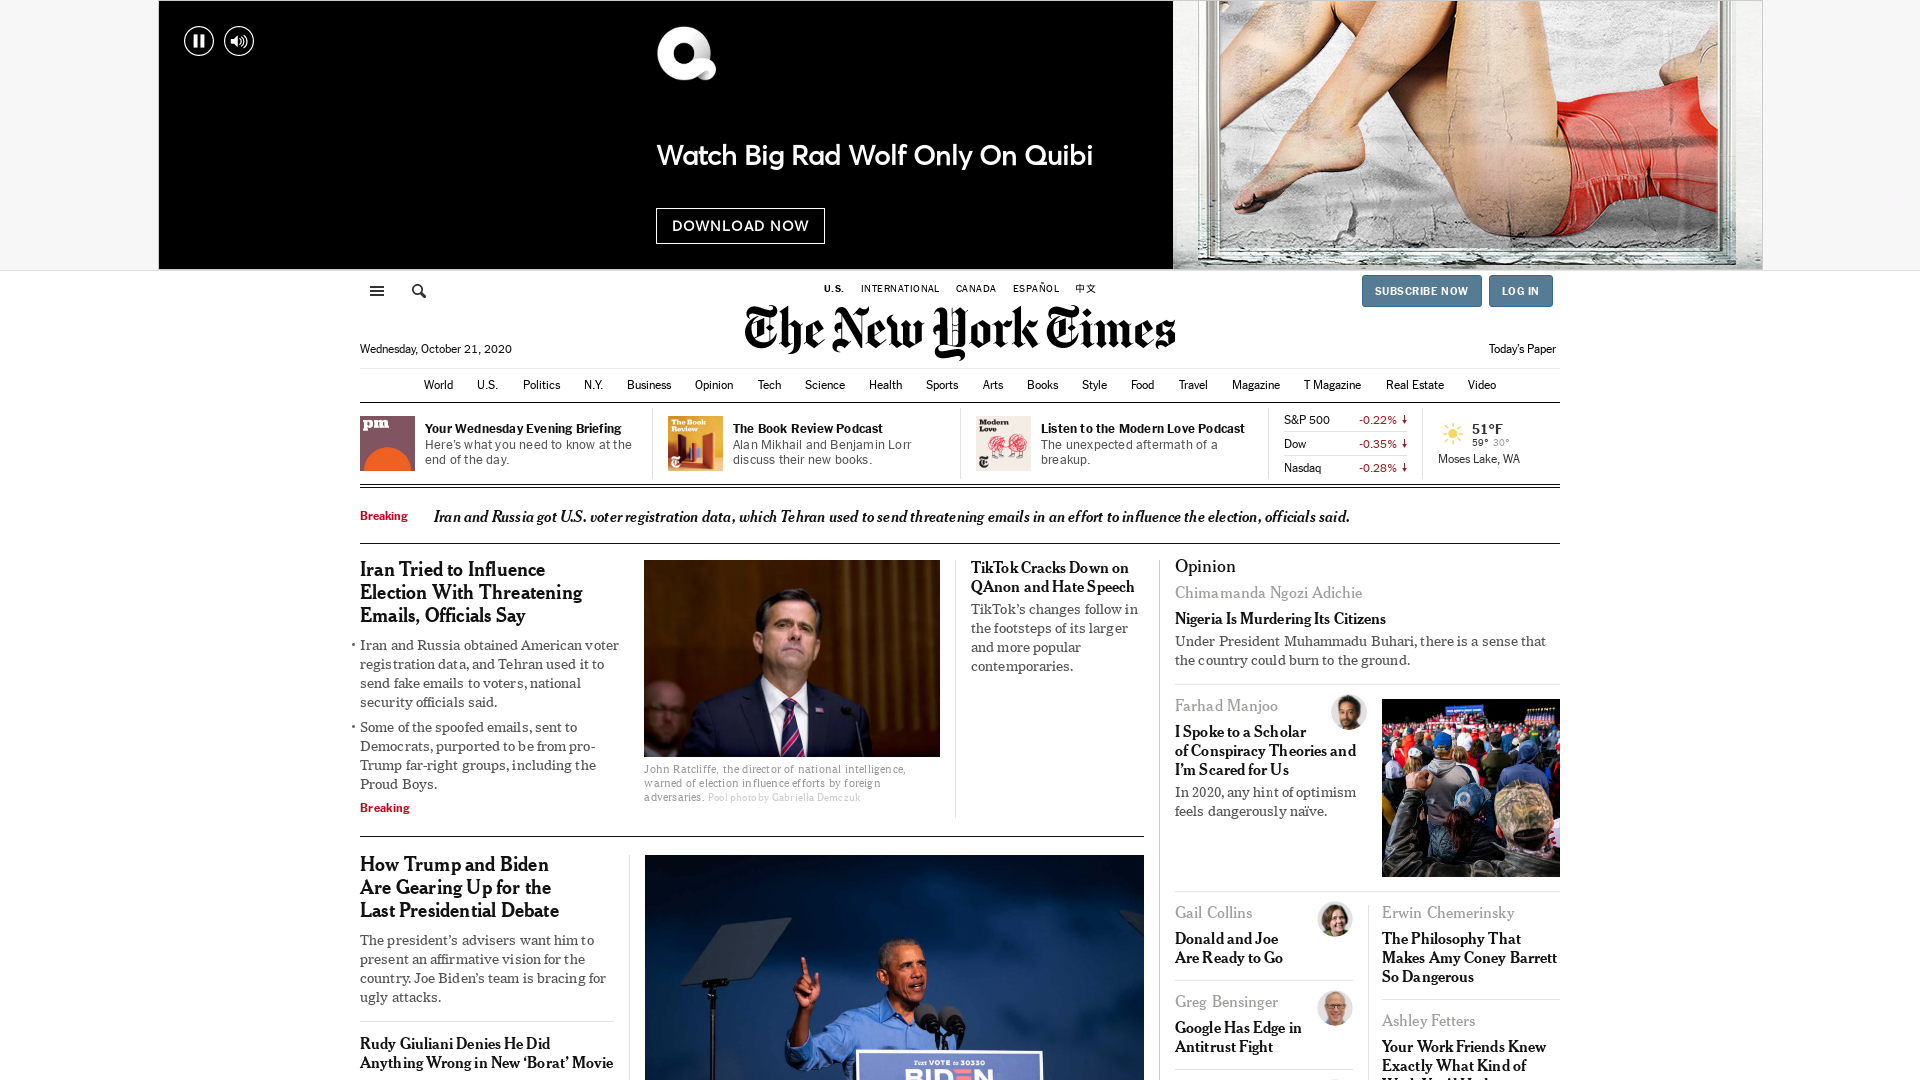 Watch Big Rad Wolf Only On Quibi
DOWNLOAD NOW
U.S. INTERNATIONAL CANADA ESPAÑOL 中文
SUBSCRIBE NOW LOG IN
The New York Times
Wednesday, October 21, 2020
Today's Paper
World U.S. Politics N.Y. Business Opinion Tech Science Health Sports Arts Books Style Food Travel Magazine T Magazine Real Estate Video
pm
Your Wednesday Evening Briefing
Here's what you need to know at the
end of the day.
The Book
Review
The Book Review Podcast
Alan Mikhail and Benjamin Lorr
discuss their new books.
Modern
Love
Listen to the Modern Love Podcast
The unexpected aftermath of a
breakup.
S&P 500 -0.22%
Dow -0.35%
Nasdaq -0.28%
51°F
59° 30°
Moses Lake, WA
Breaking
Iran and Russia got U.S. voter registration data, which Tehran used to send threatening emails in an effort to influence the election, officials said.
Iran Tried to Influence
Election With Threatening
Emails, Officials Say
• Iran and Russia obtained American voter
registration data, and Tehran used it to
send fake emails to voters, national
security officials said.
• Some of the spoofed emails, sent to
Democrats, purported to be from pro-
Trump far-right groups, including the
Proud Boys.
Breaking
John Ratcliffe, the director of national intelligence,
warned of election influence efforts by foreign
adversaries. Pool photo by Gabriella Demczuk
TikTok Cracks Down on
QAnon and Hate Speech
TikTok's changes follow in
the footsteps of its larger
and more popular
contemporaries.
How Trump and Biden
Are Gearing Up for the
Last Presidential Debate
The president's advisers want him to
present an affirmative vision for the
country. Joe Biden's team is bracing for
ugly attacks.
Rudy Giuliani Denies He Did
Anything Wrong in New 'Borat' Movie
Text VOTE to 30330
BIDEN
Opinion
Chimamanda Ngozi Adichie
Nigeria Is Murdering Its Citizens
Under President Muhammadu Buhari, there is a sense that
the country could burn to the ground.
Farhad Manjoo
I Spoke to a Scholar
of Conspiracy Theories and
I'm Scared for Us
In 2020, any hint of optimism
feels dangerously naïve.
Gail Collins
Donald and Joe
Are Ready to Go
Greg Bensinger
Google Has Edge in
Antitrust Fight
Erwin Chemerinsky
The Philosophy That
Makes Amy Coney Barrett
So Dangerous
Ashley Fetters
Your Work Friends Knew
Exactly What Kind of